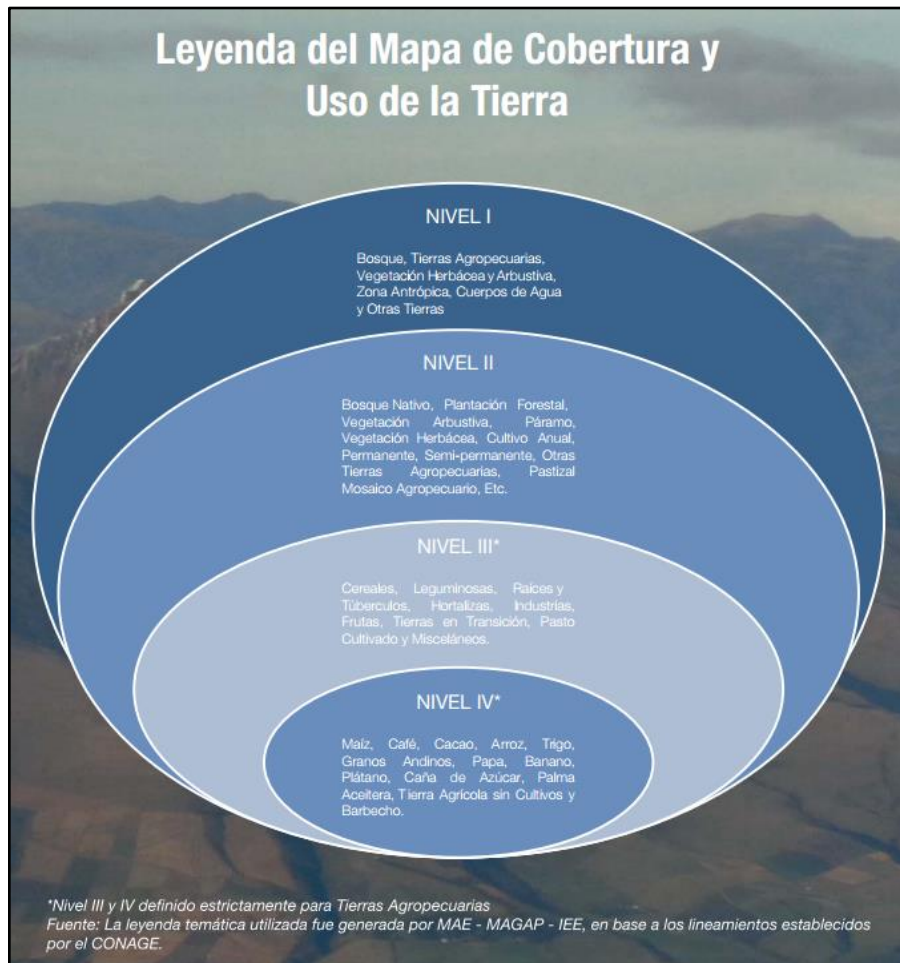 Leyenda del Mapa de Cobertura y
Uso de la Tierra
NIVEL I
Bosque, Tierras Agropecuarias,
Vegetación Herbácea y Arbustiva,
Zona Antrópica, Cuerpos de Agua
y Otras Tierras
NIVEL II
Bosque Nativo, Plantación Forestal,
Vegetación Arbustiva, Páramo,
Vegetación Herbácea, Cultivo Anual,
Permanente, Semi-permanente, Otras
Tierras Agropecuarias, Pastizal
Mosaico Agropecuario, Etc.
NIVEL III*
Cereales, Leguminosas, Raíces y
Túberculos, Hortalizas, Industrias,
Frutas, Tierras en Transición, Pasto
Cultivado y Misceláneos.
NIVEL IV*
Maíz, Café, Cacao, Arroz, Trigo,
Granos Andinos, Papa, Banano,
Plátano, Caña de Azúcar, Palma
Aceitera, Tierra Agrícola sin Cultivos y
Barbecho.
*Nivel III y IV definido estrictamente para Tierras Agropecuarias
Fuente: La leyenda temática utilizada fue generada por MAE - MAGAP - IEE, en base a los lineamientos establecidos
por el CONAGE.